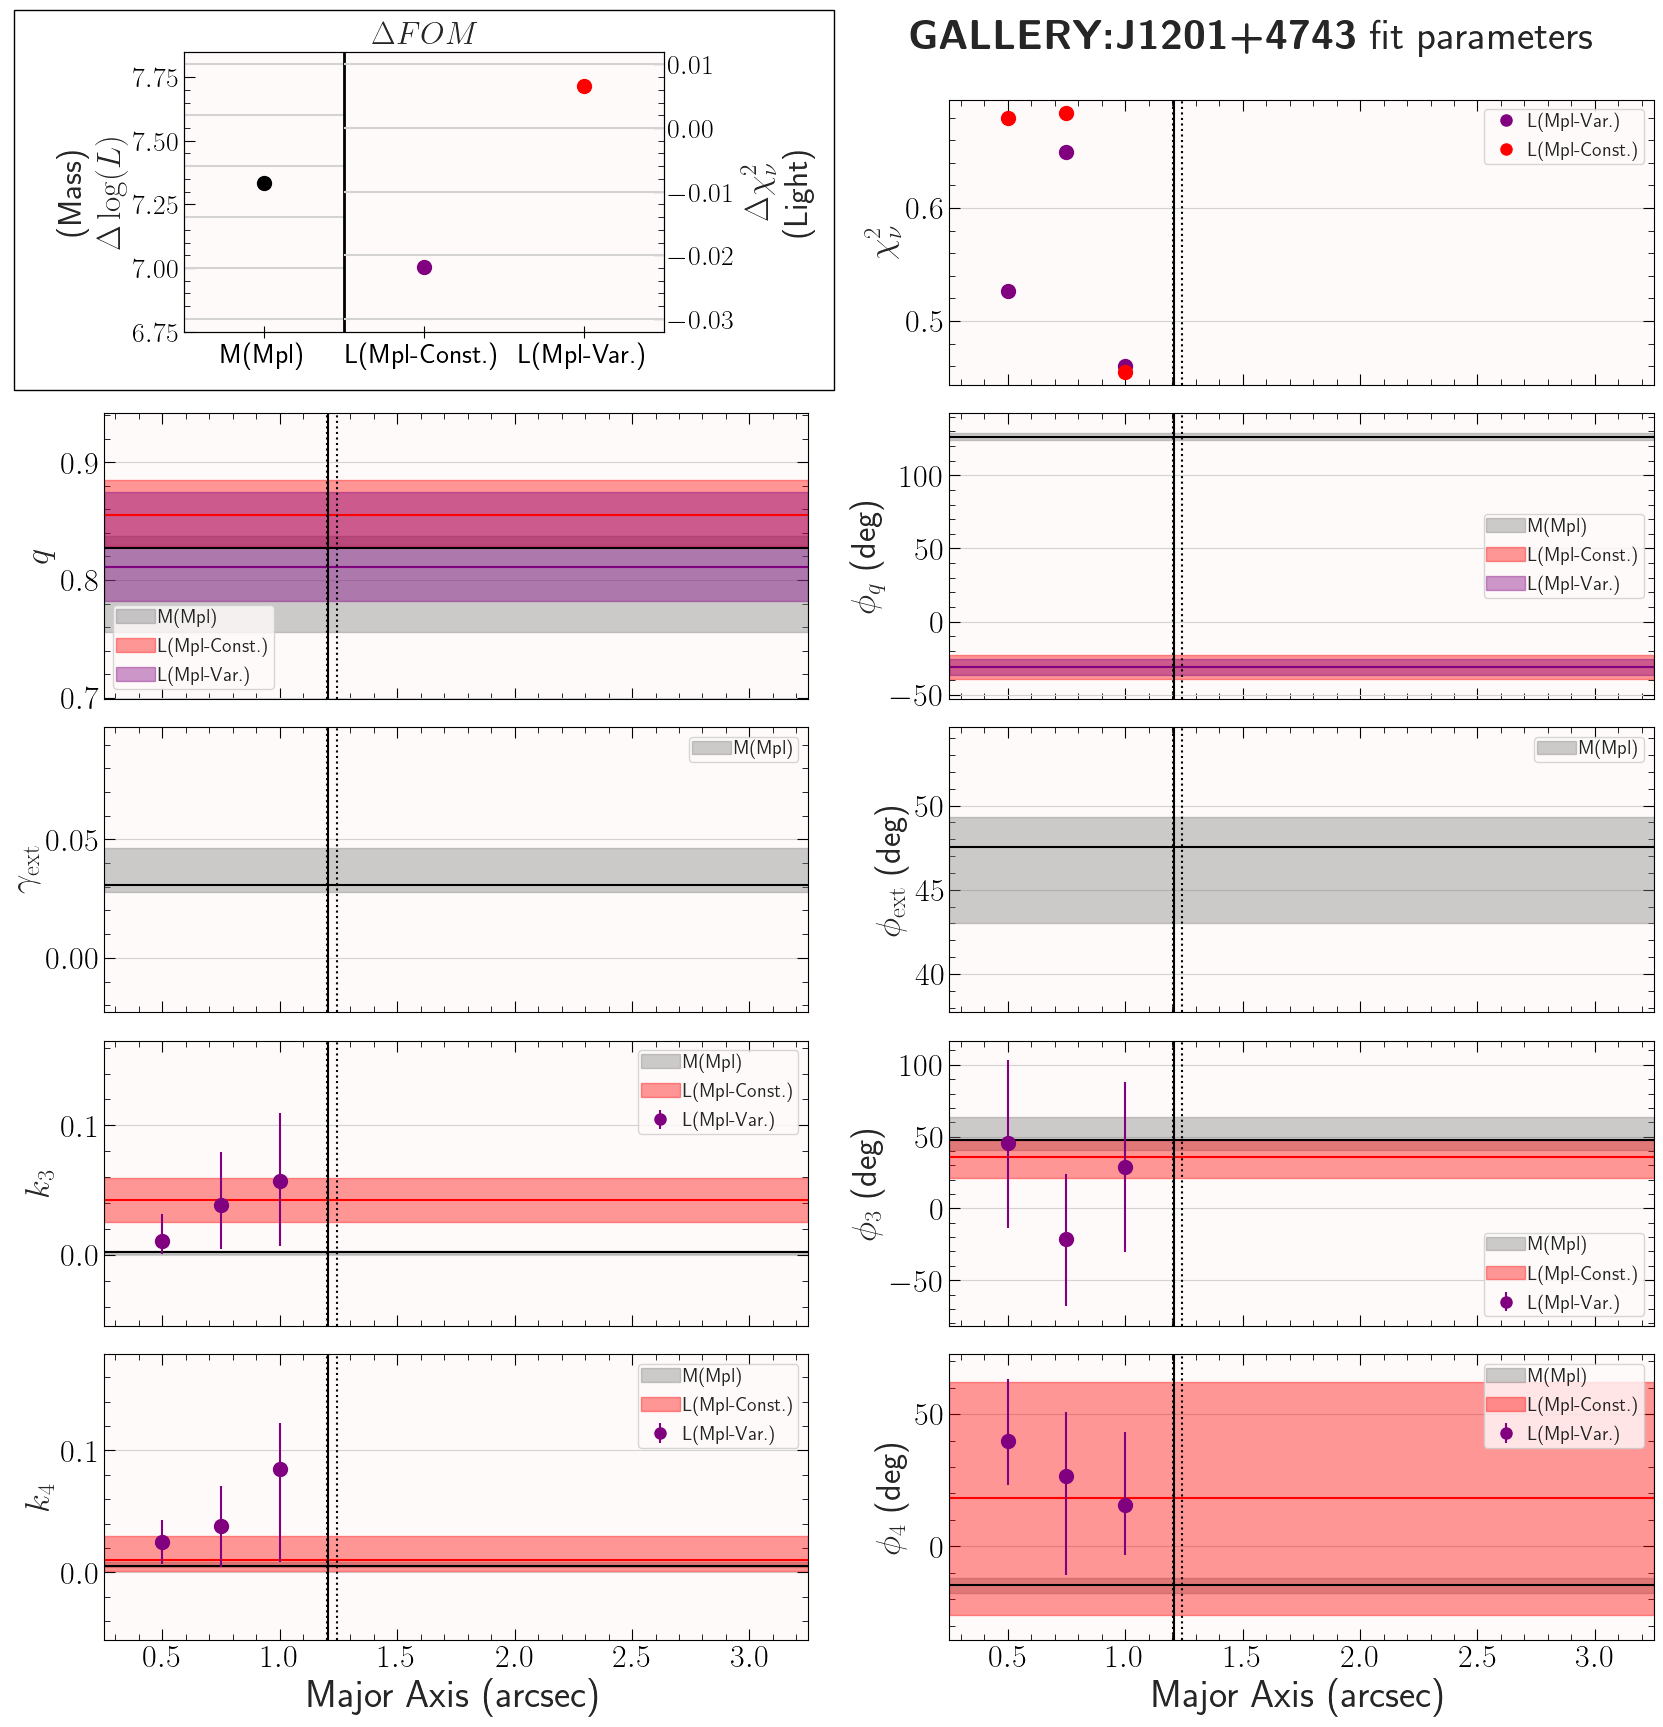 ΔFOM
GALLERY:J1201+4743 fit parameters
(Mass)
Δ log(L)
7.75
7.50
7.25
7.00
6.75
0.01
0.00
−0.01
−0.02
−0.03
Δχ²ν
(Light)
M(Mpl)
L(Mpl-Const.)
L(Mpl-Var.)
χ²ν
0.6
0.5
L(Mpl-Var.)
L(Mpl-Const.)
q
0.9
0.8
0.7
M(Mpl)
L(Mpl-Const.)
L(Mpl-Var.)
ϕq (deg)
100
50
0
−50
M(Mpl)
L(Mpl-Const.)
L(Mpl-Var.)
γext
0.05
0.00
M(Mpl)
ϕext (deg)
50
45
40
M(Mpl)
k3
0.1
0.0
M(Mpl)
L(Mpl-Const.)
L(Mpl-Var.)
ϕ3 (deg)
100
50
0
−50
M(Mpl)
L(Mpl-Const.)
L(Mpl-Var.)
k4
0.1
0.0
M(Mpl)
L(Mpl-Const.)
L(Mpl-Var.)
0.5 1.0 1.5 2.0 2.5 3.0
Major Axis (arcsec)
ϕ4 (deg)
50
0
M(Mpl)
L(Mpl-Const.)
L(Mpl-Var.)
0.5 1.0 1.5 2.0 2.5 3.0
Major Axis (arcsec)